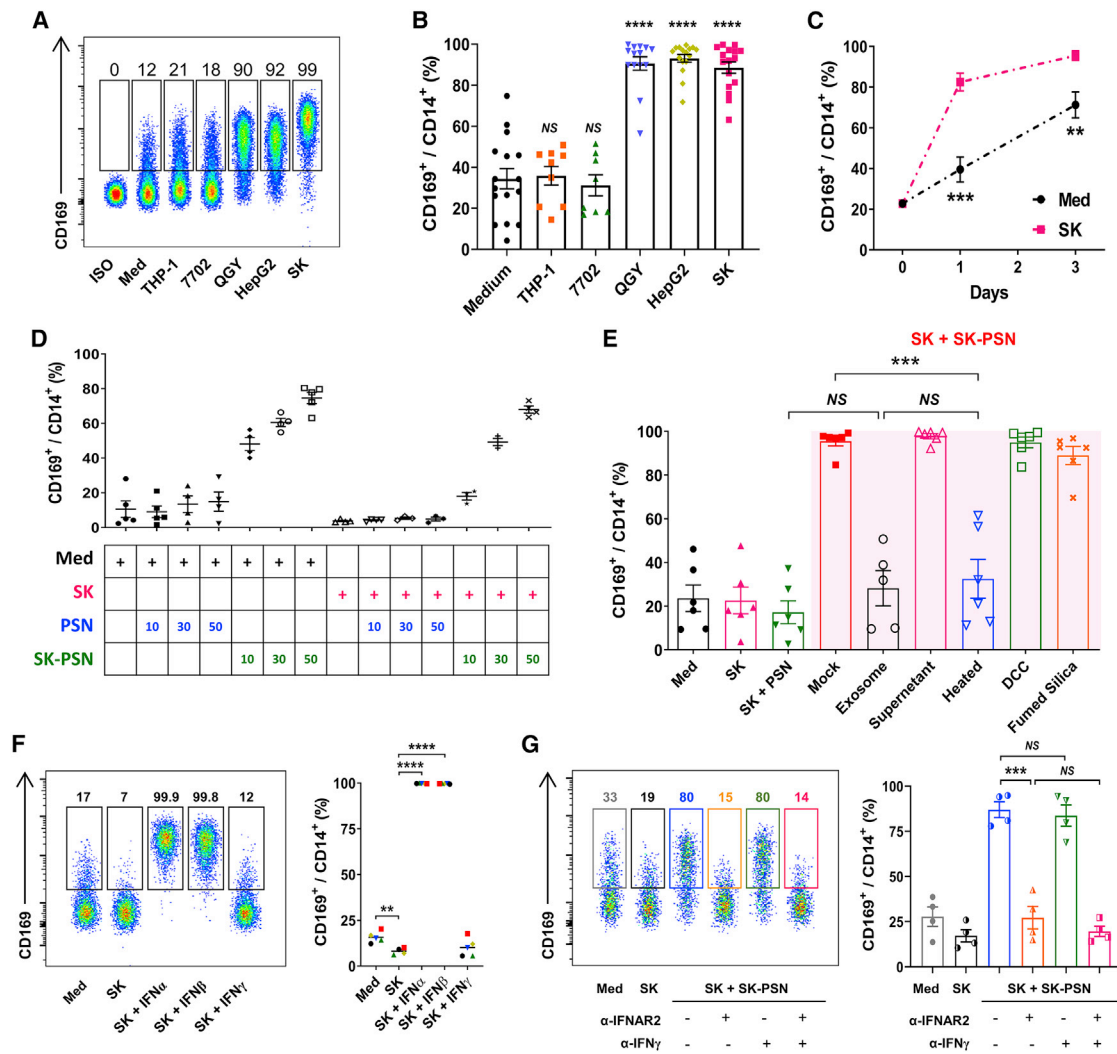 A
CD169
0 12 21 18 90 92 99
ISO Med THP-1 7702 QGY HepG2 SK
B
CD169+ / CD14+ (%)
100
80
60
40
20
0
NS NS **** **** ****
Medium THP-1 7702 QGY HepG2 SK
C
CD169+ / CD14+ (%)
100
80
60
40
20
0
*** **
Med
SK
0 1 2 3
Days
D
CD169+ / CD14+ (%)
80
60
40
20
0
Med + + + + + + +
SK + + + + + + +
PSN 10 30 50 10 30 50
SK-PSN 10 30 50 10 30 50
E
SK + SK-PSN
***
NS NS
CD169+ / CD14+ (%)
100
80
60
40
20
0
Med SK SK + PSN Mock Exosome Supernetant Heated DCC Fumed Silica
F
CD169
17 7 99.9 99.8 12
Med SK SK + IFNα SK + IFNβ SK + IFNγ
CD169+ / CD14+ (%)
100
75
50
25
0
****
****
**
Med SK SK + IFNα SK + IFNβ SK + IFNγ
G
CD169
33 19 80 15 80 14
Med SK SK + SK-PSN
α-IFNAR2 - + - +
α-IFNγ - - + +
CD169+ / CD14+ (%)
100
75
50
25
0
NS
*** NS
Med SK SK + SK-PSN
α-IFNAR2 - + - +
α-IFNγ - - + +